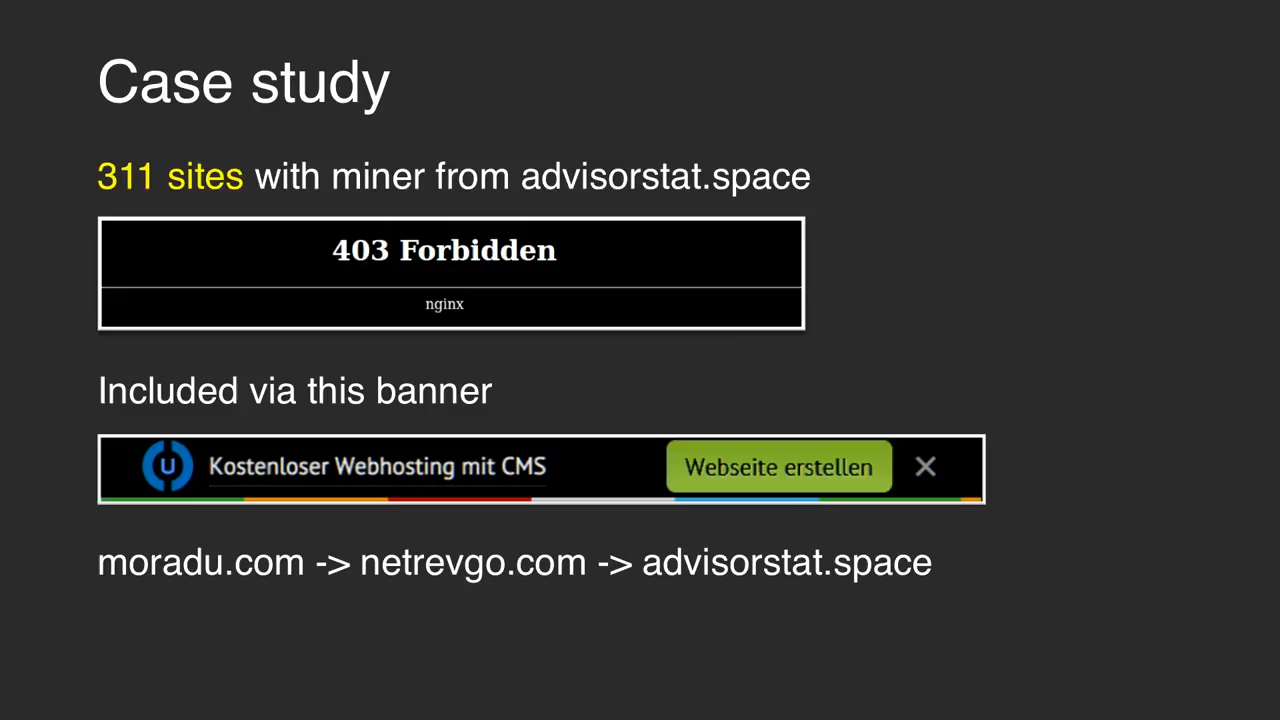 Case study
311 sites with miner from advisorstat.space
403 Forbidden
nginx
Included via this banner
U Kostenloser Webhosting mit CMS Webseite erstellen
moradu.com -> netrevgo.com -> advisorstat.space